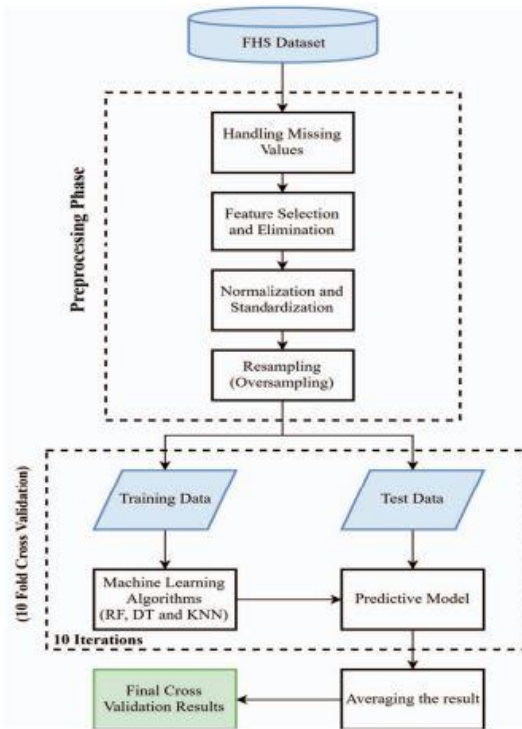 FHS Dataset
Preprocessing Phase
Handling Missing
Values
Feature Selection
and Elimination
Normalization and
Standardization
Resampling
(Oversampling)
(10 Fold Cross Validation)
Training Data
Test Data
Machine Learning
Algorithms
(RF, DT and KNN)
Predictive Model
10 Iterations
Final Cross
Validation Results
Averaging the result